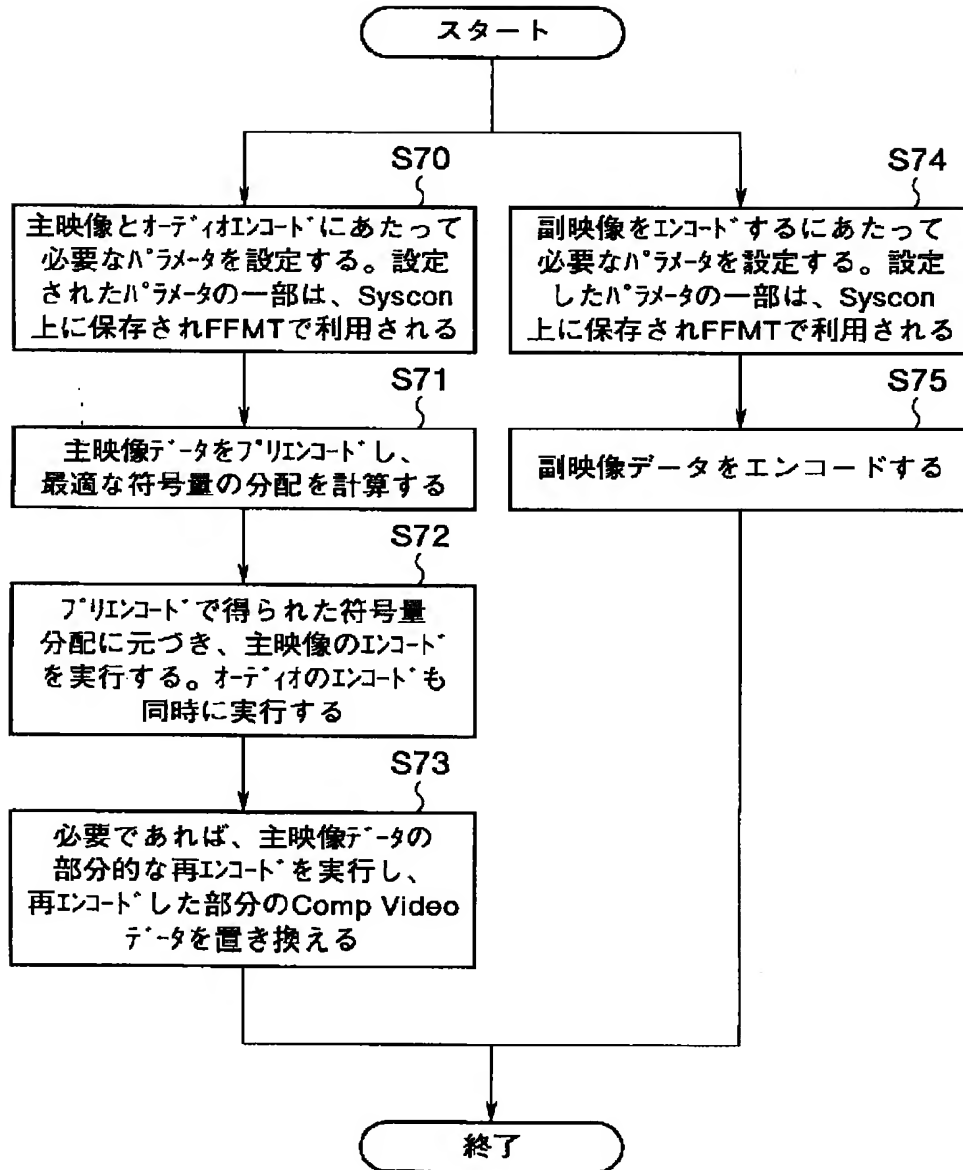 スタート
S70
主映像とオーディオエンコードにあたって
必要なパラメータを設定する。設定
されたパラメータの一部は、Syscon
上に保存されFFMTで利用される
S71
主映像データをプリエンコードし、
最適な符号量の分配を計算する
S72
プリエンコードで得られた符号量
分配に元づき、主映像のエンコード
を実行する。オーディオのエンコードも
同時に実行する
S73
必要であれば、主映像データの
部分的な再エンコードを実行し、
再エンコードした部分のComp Video
データを置き換える
S74
副映像をエンコードするにあたって
必要なパラメータを設定する。設定
したパラメータの一部は、Syscon
上に保存されFFMTで利用される
S75
副映像データをエンコードする
終了